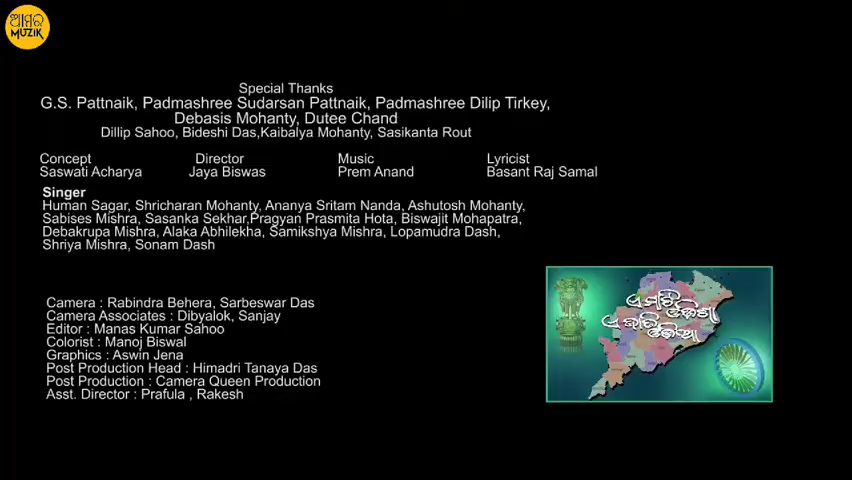 ଆମର
MUZIK
Special Thanks
G.S. Pattnaik, Padmashree Sudarsan Pattnaik, Padmashree Dilip Tirkey,
Debasis Mohanty, Dutee Chand
Dillip Sahoo, Bideshi Das,Kaibalya Mohanty, Sasikanta Rout
Concept Director Music Lyricist
Saswati Acharya Jaya Biswas Prem Anand Basant Raj Samal
Singer
Human Sagar, Shricharan Mohanty, Ananya Sritam Nanda, Ashutosh Mohanty,
Sabises Mishra, Sasanka Sekhar,Pragyan Prasmita Hota, Biswajit Mohapatra,
Debakrupa Mishra, Alaka Abhilekha, Samikshya Mishra, Lopamudra Dash,
Shriya Mishra, Sonam Dash
Camera : Rabindra Behera, Sarbeswar Das
Camera Associates : Dibyalok, Sanjay
Editor : Manas Kumar Sahoo
Colorist : Manoj Biswal
Graphics : Aswin Jena
Post Production Head : Himadri Tanaya Das
Post Production : Camera Queen Production
Asst. Director : Prafula , Rakesh
ଏ ମାଟି ଓଡ଼ିଶା
ଏ ଜାତି ଓଡ଼ିଆ